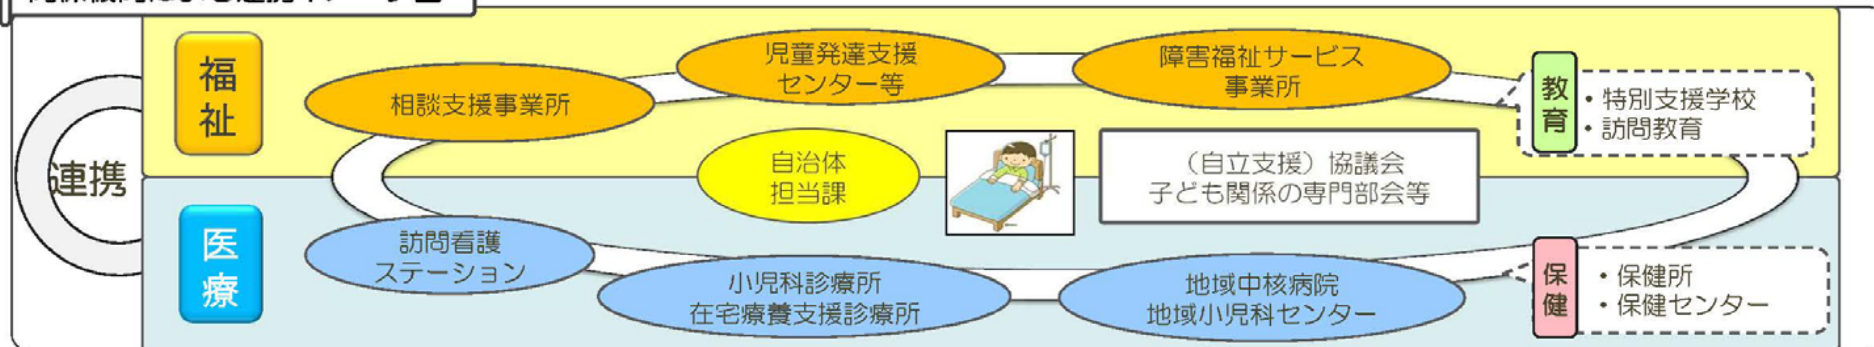 福祉
相談支援事業所
児童発達支援
センター等
障害福祉サービス
事業所
教育
・特別支援学校
・訪問教育
連携
自治体
担当課
（自立支援）協議会
子ども関係の専門部会等
医療
訪問看護
ステーション
小児科診療所
在宅療養支援診療所
地域中核病院
地域小児科センター
保健
・保健所
・保健センター